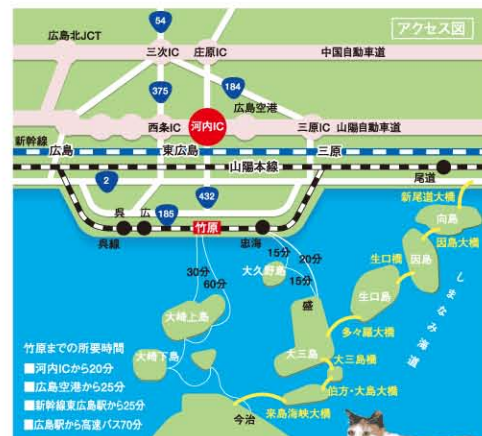 アクセス図
54
広島北JCT
三次IC
庄原IC
中国自動車道
375
184
広島空港
西条IC
河内IC
三原IC
山陽自動車道
新幹線
広島
東広島
三原
山陽本線
尾道
2
432
新尾道大橋
呉
広
185
竹原
忠海
向島
呉線
15分
20分
因島大橋
30分
60分
大久野島
15分
生口橋
因島
盛
生口島
しまなみ海道
大崎上島
多々羅大橋
竹原までの所要時間
大崎下島
大三島
大三島橋
■河内ICから20分
■広島空港から25分
伯方・大島大橋
■新幹線東広島駅から25分
今治
来島海峡大橋
■広島駅から高速バス70分